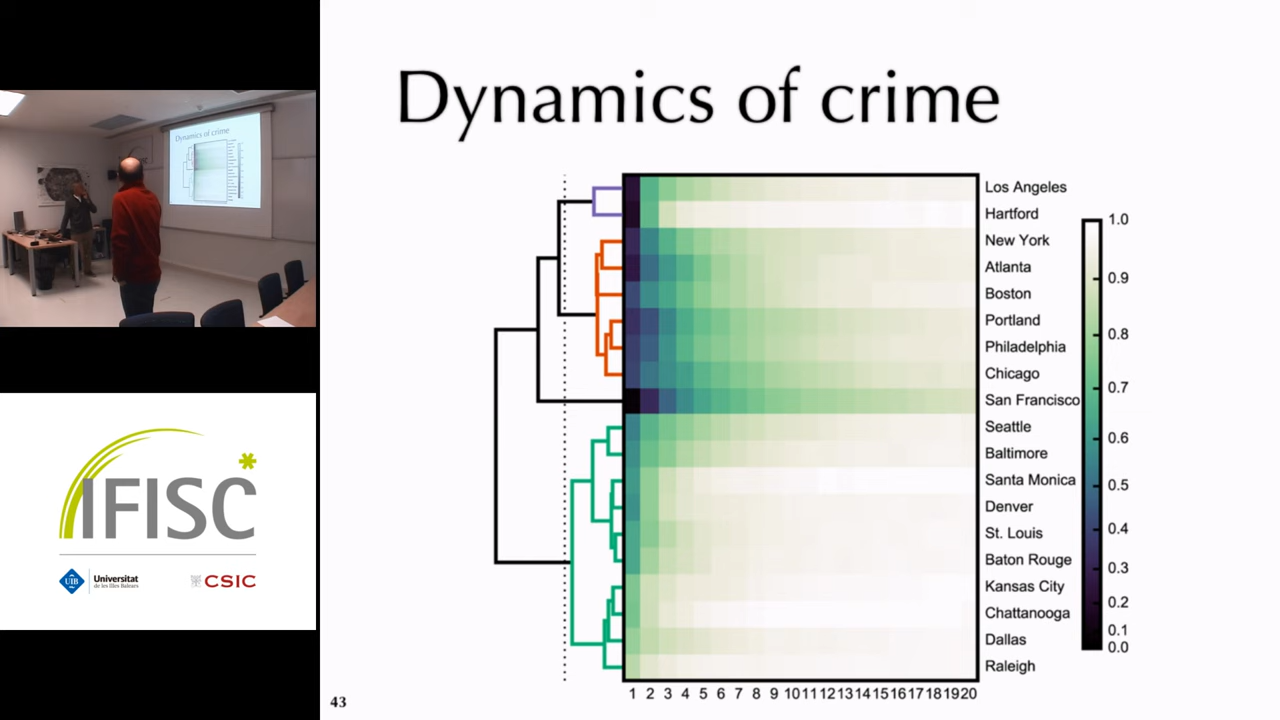 Dynamics of crime
Dynamics of crime
Los Angeles
Hartford
New York
Atlanta
Boston
Portland
Philadelphia
Chicago
San Francisco
Seattle
Baltimore
Santa Monica
Denver
St. Louis
Baton Rouge
Kansas City
Chattanooga
Dallas
Raleigh
1.0
0.9
0.8
0.7
0.6
0.5
0.4
0.3
0.2
0.1
0.0
1 2 3 4 5 6 7 8 9 10 11 12 13 14 15 16 17 18 19 20
43
IFISC
UIB
Universitat
de les Illes Balears
CSIC